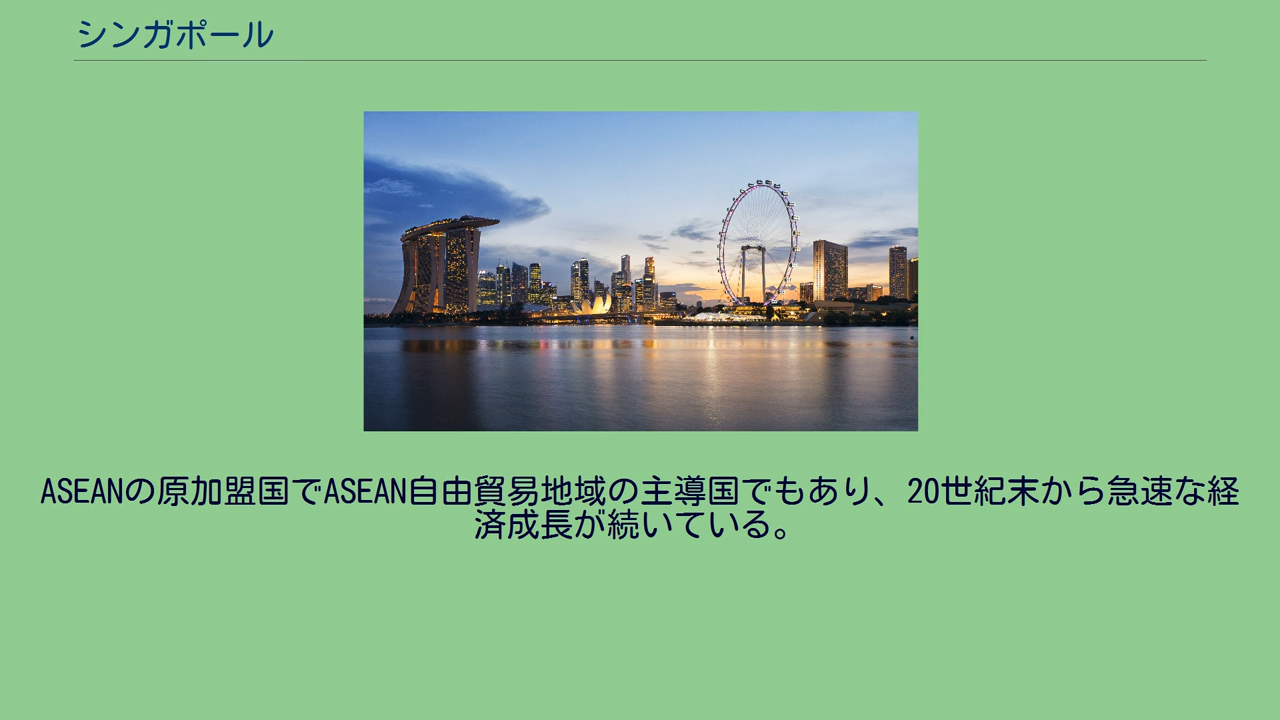 シンガポール
ASEANの原加盟国でASEAN自由貿易地域の主導国でもあり、20世紀末から急速な経
済成長が続いている。